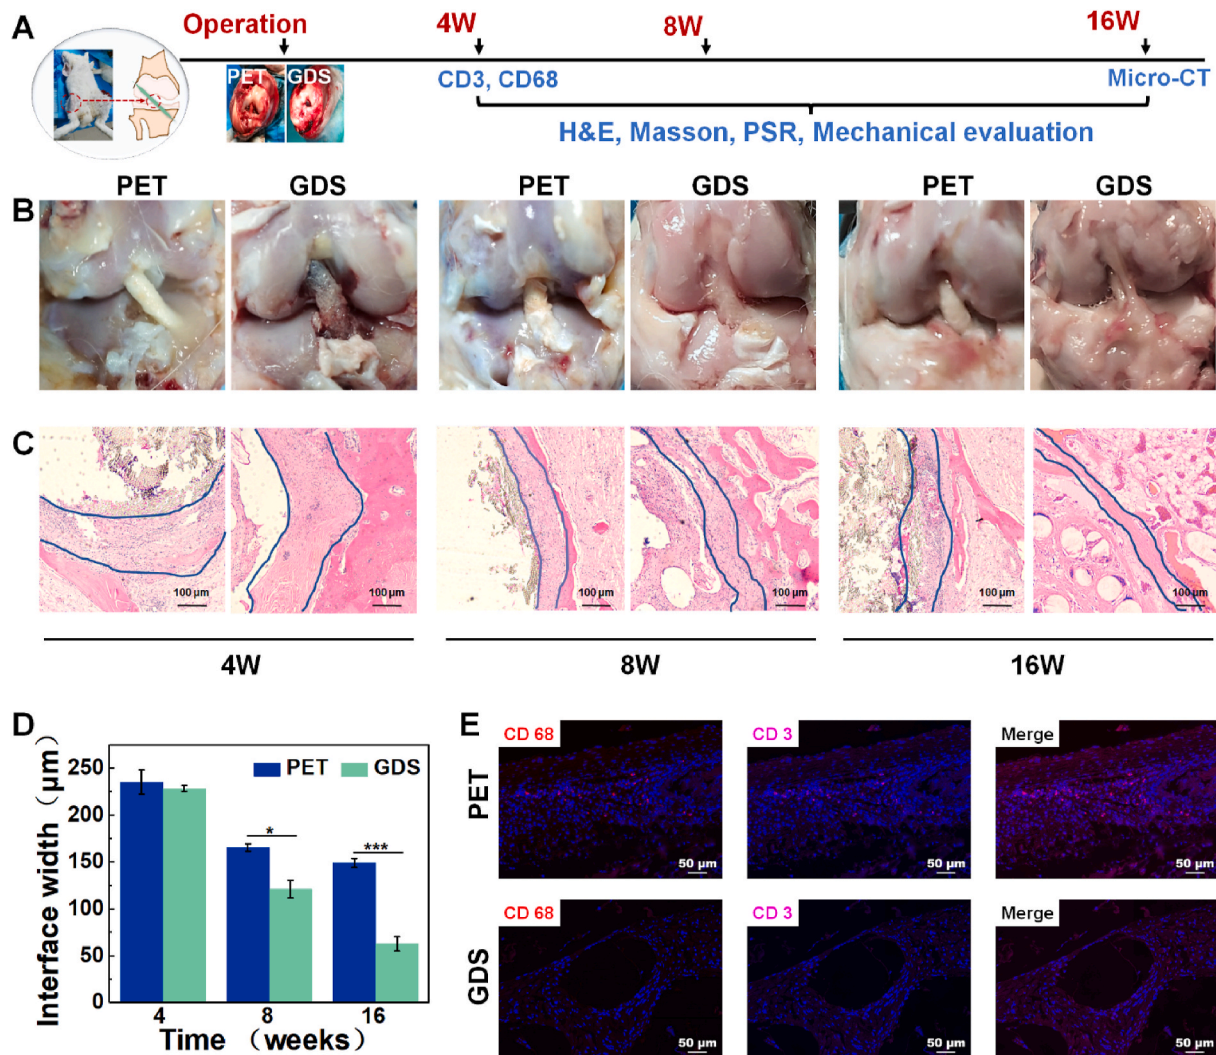 A
Operation
4W
8W
16W
PET GDS
CD3, CD68
Micro-CT
H&E, Masson, PSR, Mechanical evaluation
PET GDS PET GDS PET GDS
B
C
100 µm 100 µm 100 µm 100 µm 100 µm 100 µm
4W 8W 16W
D
Interface width (µm)
250
200
150
100
50
0
PET GDS
*
***
4 8 16
Time (weeks)
E
PET
CD 68 CD 3 Merge
50 µm 50 µm 50 µm
GDS
CD 68 CD 3 Merge
50 µm 50 µm 50 µm